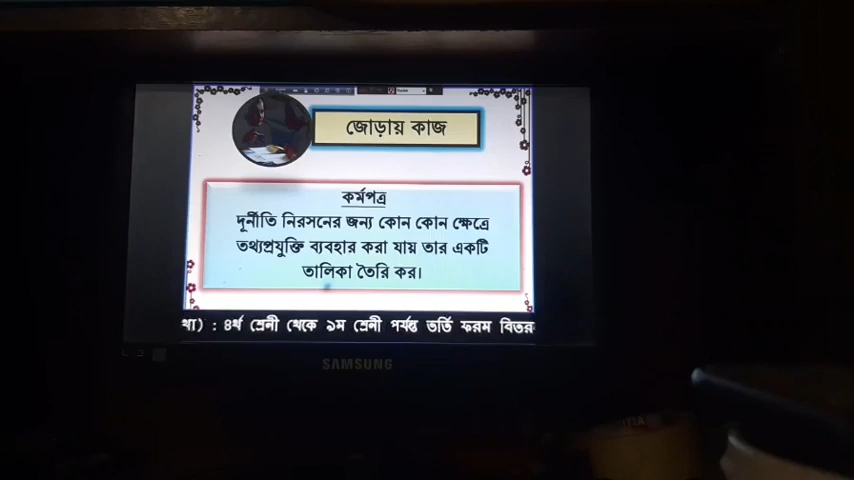 জোড়ায় কাজ
কর্মপত্র
দূর্নীতি নিরসনের জন্য কোন কোন ক্ষেত্রে
তথ্যপ্রযুক্তি ব্যবহার করা যায় তার একটি
তালিকা তৈরি কর।
খা) : ৪র্থ শ্রেনী থেকে ৯ম শ্রেনী পর্যন্ত ভর্তি ফরম বিতর
SAMSUNG